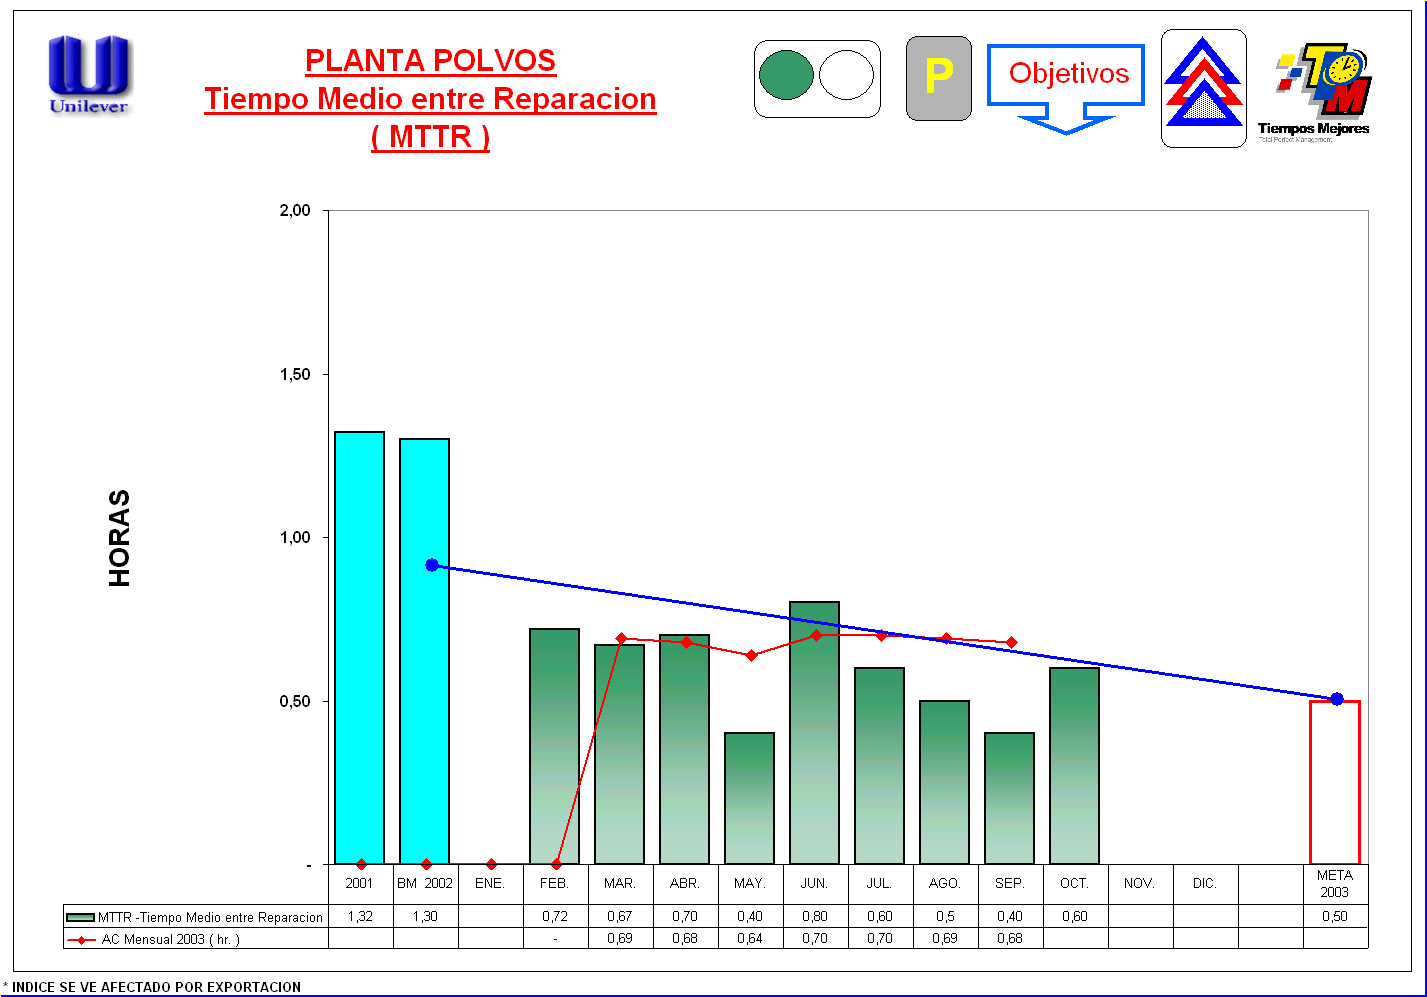 Unilever
PLANTA POLVOS
Tiempo Medio entre Reparacion
( MTTR )
P
Objetivos
TOM
Tiempos Mejores
Total Perfect Management
HORAS
2,00
1,50
1,00
0,50
-
2001 BM 2002 ENE. FEB. MAR. ABR. MAY. JUN. JUL. AGO. SEP. OCT. NOV. DIC. META 2003
MTTR -Tiempo Medio entre Reparacion 1,32 1,30 0,72 0,67 0,70 0,40 0,80 0,60 0,5 0,40 0,60 0,50
AC Mensual 2003 ( hr. ) - 0,69 0,68 0,64 0,70 0,70 0,69 0,68
* INDICE SE VE AFECTADO POR EXPORTACION